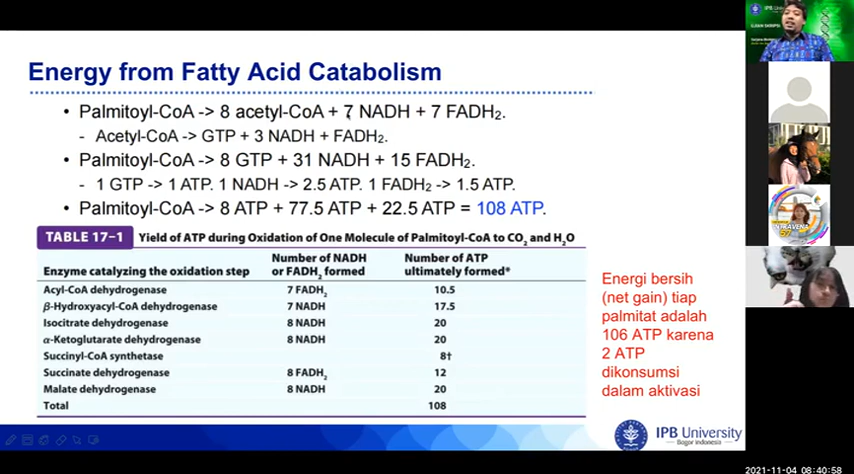 IPB University
UJIAN SKRIPSI
Energy from Fatty Acid Catabolism
• Palmitoyl-CoA -> 8 acetyl-CoA + 7 NADH + 7 FADH₂.
- Acetyl-CoA -> GTP + 3 NADH + FADH₂.
• Palmitoyl-CoA -> 8 GTP + 31 NADH + 15 FADH₂.
- 1 GTP -> 1 ATP. 1 NADH -> 2.5 ATP. 1 FADH₂ -> 1.5 ATP.
• Palmitoyl-CoA -> 8 ATP + 77.5 ATP + 22.5 ATP = 108 ATP.
TABLE 17–1 Yield of ATP during Oxidation of One Molecule of Palmitoyl-CoA to CO₂ and H₂O
Enzyme catalyzing the oxidation step Number of NADH or FADH₂ formed Number of ATP ultimately formed*
Acyl-CoA dehydrogenase 7 FADH₂ 10.5
β-Hydroxyacyl-CoA dehydrogenase 7 NADH 17.5
Isocitrate dehydrogenase 8 NADH 20
α-Ketoglutarate dehydrogenase 8 NADH 20
Succinyl-CoA synthetase 8†
Succinate dehydrogenase 8 FADH₂ 12
Malate dehydrogenase 8 NADH 20
Total 108
Energi bersih
(net gain) tiap
palmitat adalah
106 ATP karena
2 ATP
dikonsumsi
dalam aktivasi
INTRAVENA
57
IPB University
Bogor Indonesia
2021-11-04 08:40:58